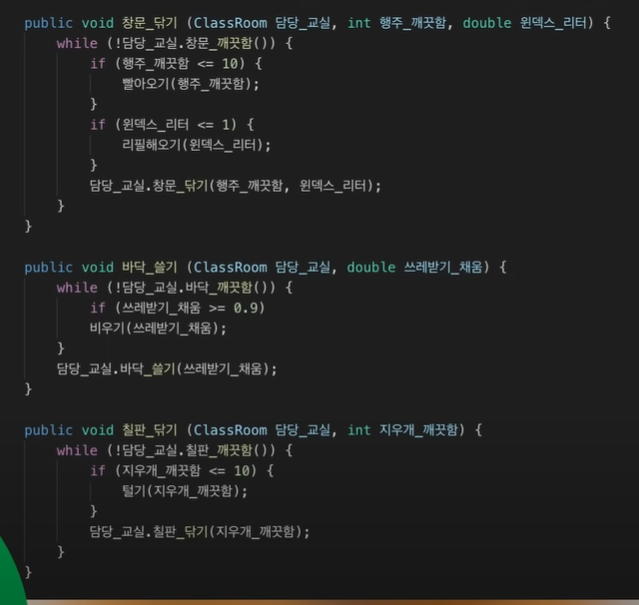 public void 창문_닦기 (ClassRoom 담당_교실, int 행주_깨끗함, double 윈덱스_리터) {
while (!담당_교실.창문_깨끗함()) {
if (행주_깨끗함 <= 10) {
빨아오기(행주_깨끗함);
}
if (윈덱스_리터 <= 1) {
리필해오기(윈덱스_리터);
}
담당_교실.창문_닦기(행주_깨끗함, 윈덱스_리터);
}
}
public void 바닥_쓸기 (ClassRoom 담당_교실, double 쓰레받기_채움) {
while (!담당_교실.바닥_깨끗함()) {
if (쓰레받기_채움 >= 0.9)
비우기(쓰레받기_채움);
}
담당_교실.바닥_쓸기(쓰레받기_채움);
}
public void 칠판_닦기 (ClassRoom 담당_교실, int 지우개_깨끗함) {
while (!담당_교실.칠판_깨끗함()) {
if (지우개_깨끗함 <= 10) {
털기(지우개_깨끗함);
}
담당_교실.칠판_닦기(지우개_깨끗함);
}
}